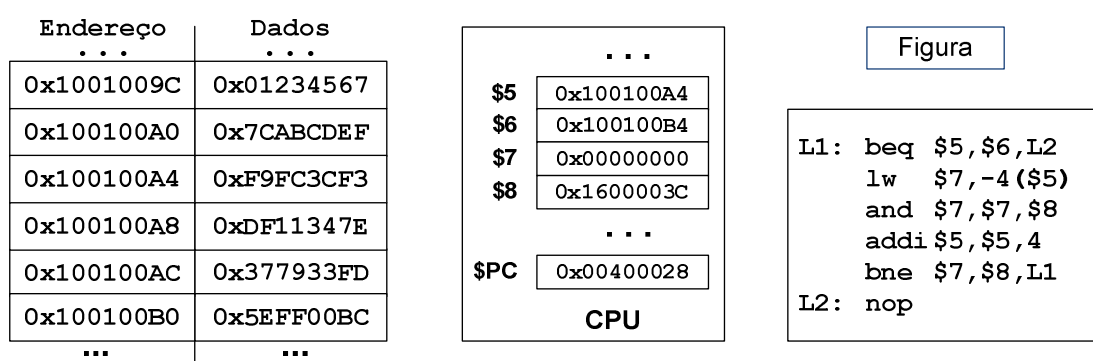 Endereço Dados
... ...
0x1001009C 0x01234567
0x100100A0 0x7CABCDEF
0x100100A4 0xF9FC3CF3
0x100100A8 0xDF11347E
0x100100AC 0x377933FD
0x100100B0 0x5EFF00BC
... ...
...
$5 0x100100A4
$6 0x100100B4
$7 0x00000000
$8 0x1600003C
...
$PC 0x00400028
CPU
Figura
L1: beq $5,$6,L2
lw $7,-4($5)
and $7,$7,$8
addi $5,$5,4
bne $7,$8,L1
L2: nop